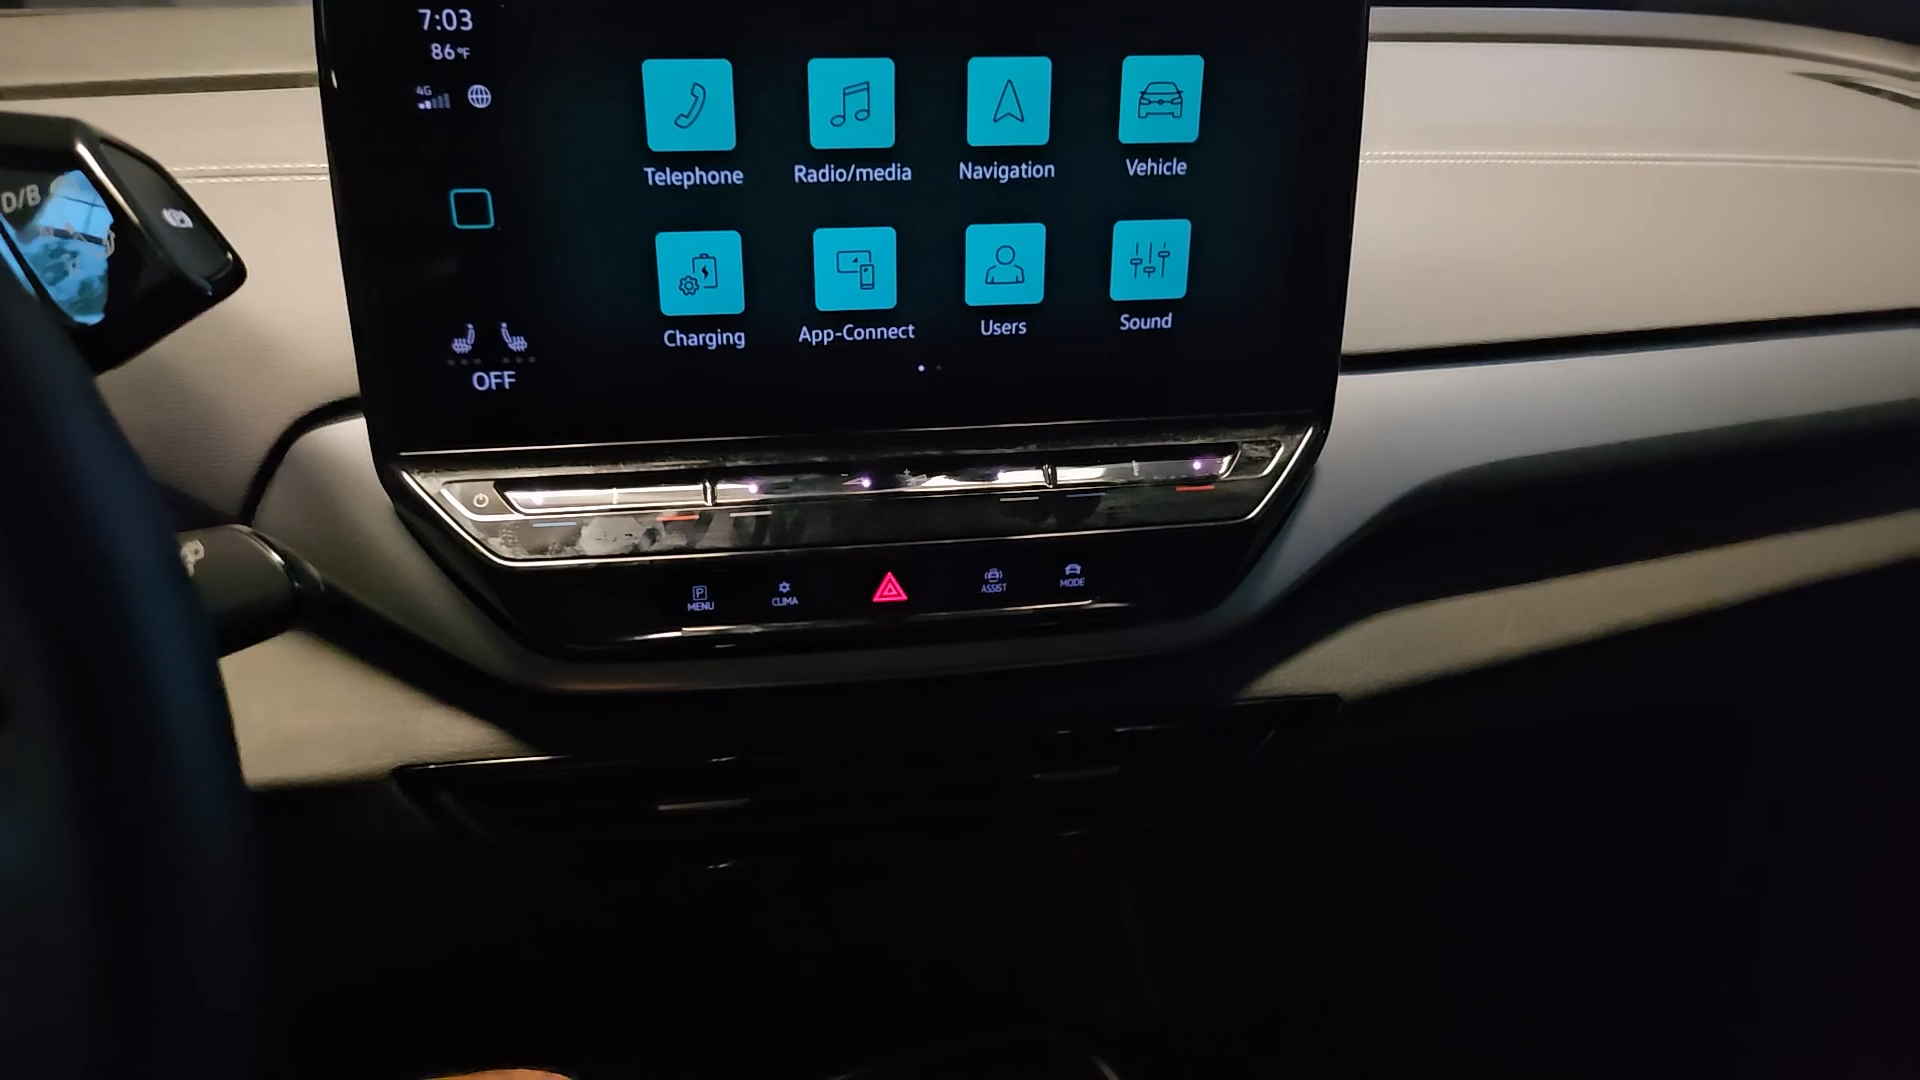 7:03
86°F
4G
D/B
Telephone
Radio/media
Navigation
Vehicle
Charging
App-Connect
Users
Sound
OFF
P
MENU
CLIMA
ASSIST
MODE